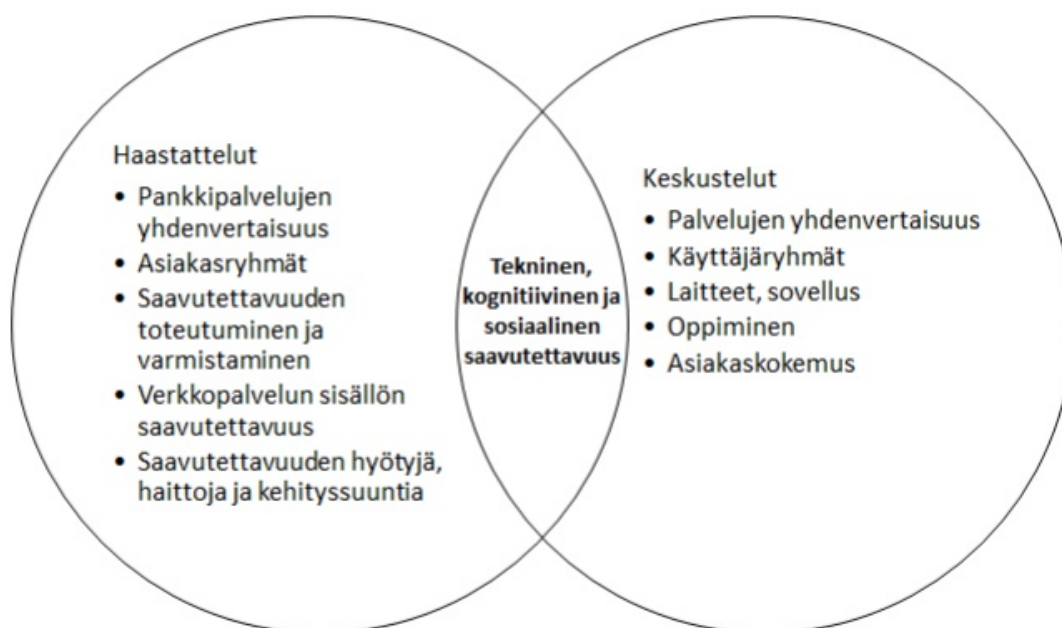 Haastattelut
• Pankkipalvelujen
yhdenvertaisuus
• Asiakasryhmät
• Saavutettavuuden
toteutuminen ja
varmistaminen
• Verkkopalvelun sisällön
saavutettavuus
• Saavutettavuuden hyötyjä,
haittoja ja kehityssuuntia
Tekninen,
kognitiivinen ja
sosiaalinen
saavutettavuus
Keskustelut
• Palvelujen yhdenvertaisuus
• Käyttäjäryhmät
• Laitteet, sovellus
• Oppiminen
• Asiakaskokemus